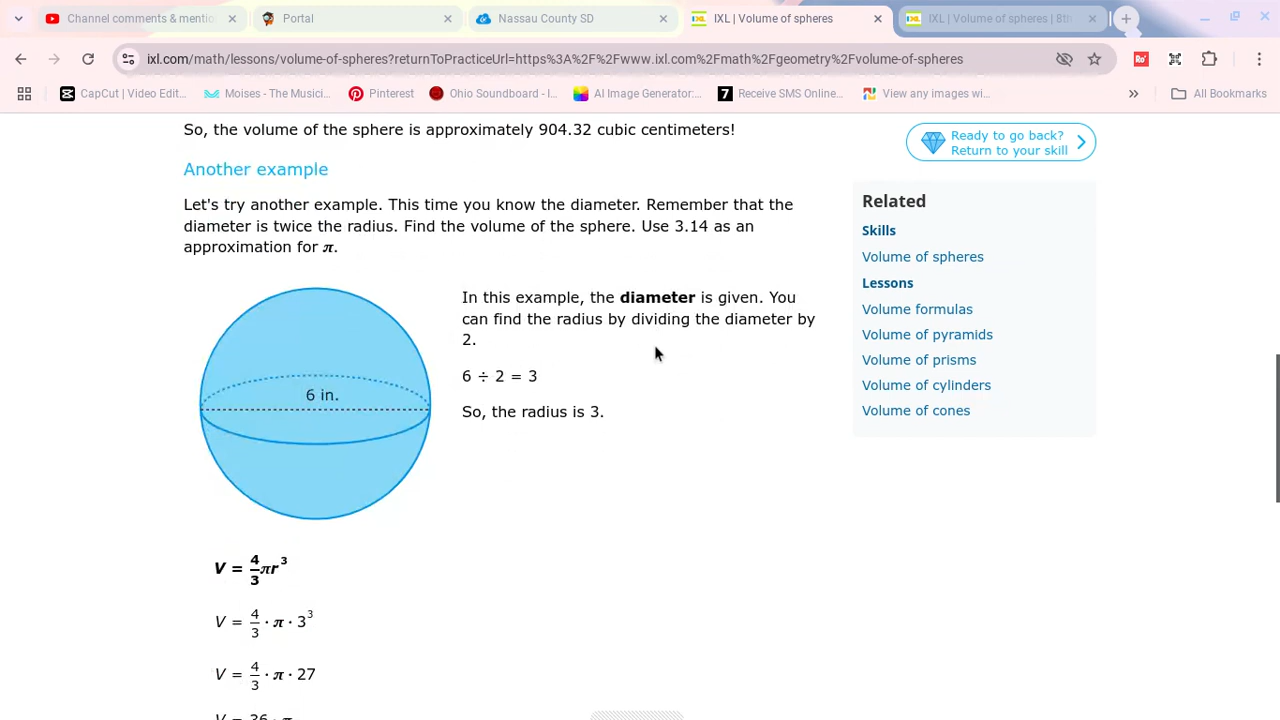 Channel comments & mentio
Portal
Nassau County SD
IXL | Volume of spheres
IXL | Volume of spheres | 8th
ixl.com/math/lessons/volume-of-spheres?returnToPracticeUrl=https%3A%2F%2Fwww.ixl.com%2Fmath%2Fgeometry%2Fvolume-of-spheres
CapCut | Video Edit...
Moises - The Musici...
Pinterest
Ohio Soundboard - I...
AI Image Generator:...
7 Receive SMS Online...
View any images wi...
» All Bookmarks
So, the volume of the sphere is approximately 904.32 cubic centimeters!
Another example
Let's try another example. This time you know the diameter. Remember that the
diameter is twice the radius. Find the volume of the sphere. Use 3.14 as an
approximation for π.
6 in.
In this example, the diameter is given. You
can find the radius by dividing the diameter by
2.
6 ÷ 2 = 3
So, the radius is 3.
V = 4/3 πr³
V = 4/3 · π · 3³
V = 4/3 · π · 27
V = 36 · π
Ready to go back?
Return to your skill
Related
Skills
Volume of spheres
Lessons
Volume formulas
Volume of pyramids
Volume of prisms
Volume of cylinders
Volume of cones